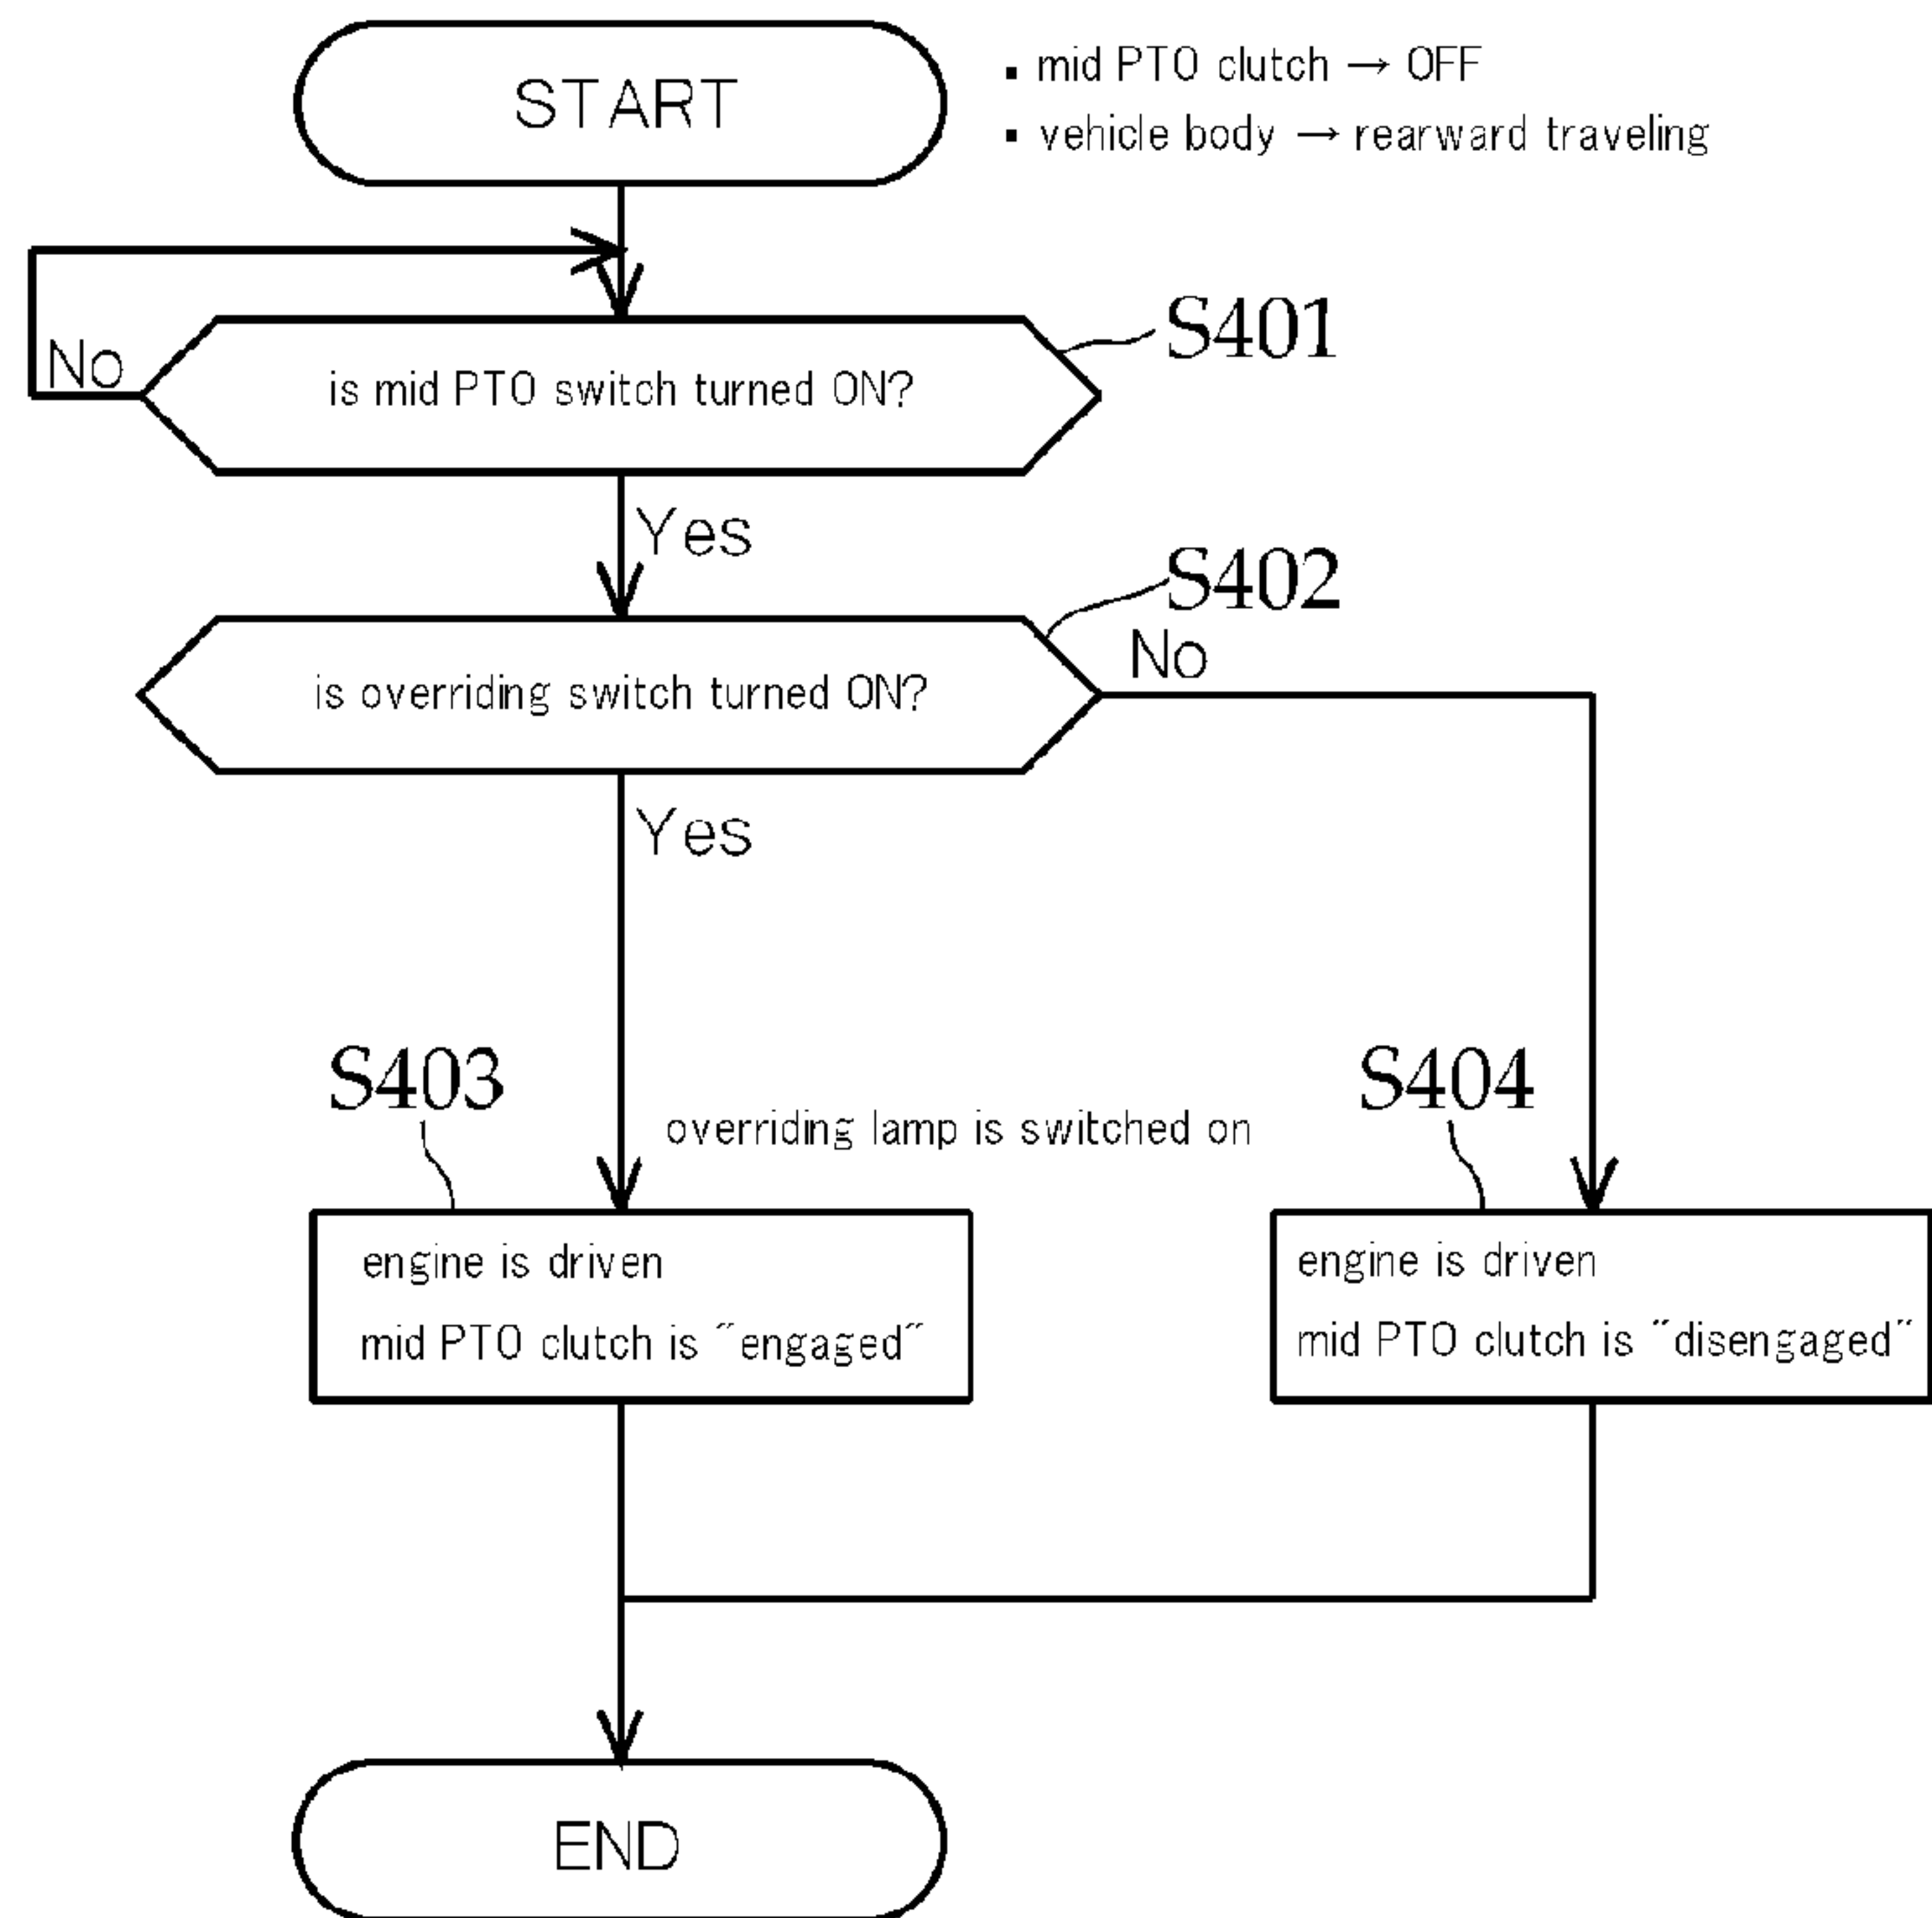 START
▪ mid PTO clutch → OFF
▪ vehicle body → rearward traveling
S401
No
is mid PTO switch turned ON?
Yes
S402
No
is overriding switch turned ON?
Yes
S403
S404
overriding lamp is switched on
engine is driven
mid PTO clutch is "engaged"
engine is driven
mid PTO clutch is "disengaged"
END